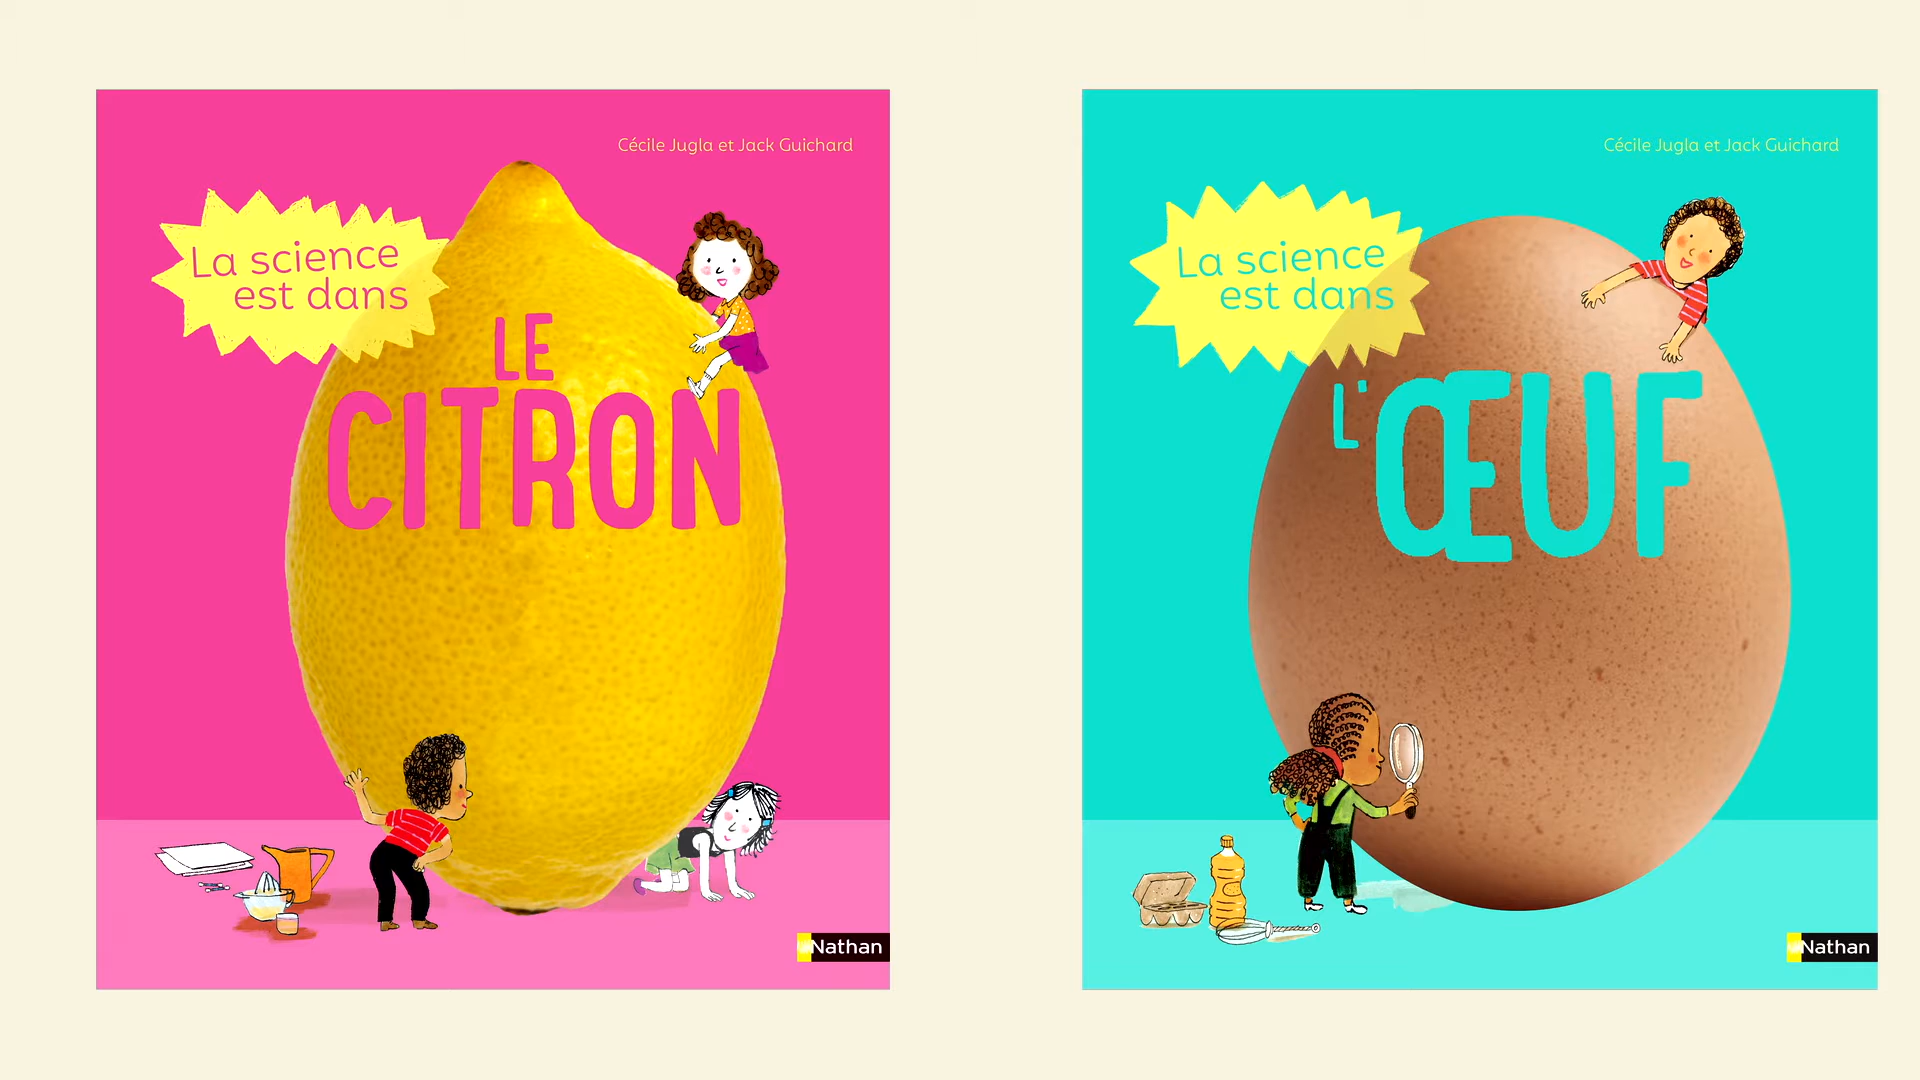 Cécile Jugla et Jack Guichard
La science
est dans
LE
CITRON
Nathan
Cécile Jugla et Jack Guichard
La science
est dans
L'ŒUF
Nathan